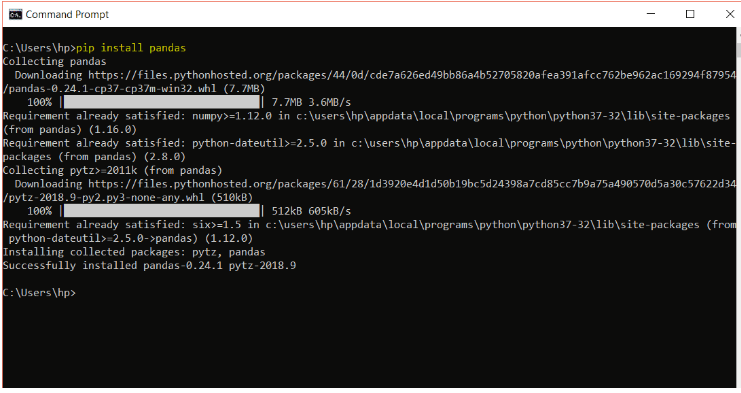 Command Prompt
C:\Users\hp>pip install pandas
Collecting pandas
  Downloading https://files.pythonhosted.org/packages/44/0d/cde7a626ed49bb86a4b52705820afea391afcc762be962ac169294f87954
/pandas-0.24.1-cp37-cp37m-win32.whl (7.7MB)
    100% |████████████████████████████████| 7.7MB 3.6MB/s
Requirement already satisfied: numpy>=1.12.0 in c:\users\hp\appdata\local\programs\python\python37-32\lib\site-packages
(from pandas) (1.16.0)
Requirement already satisfied: python-dateutil>=2.5.0 in c:\users\hp\appdata\local\programs\python\python37-32\lib\site-
packages (from pandas) (2.8.0)
Collecting pytz>=2011k (from pandas)
  Downloading https://files.pythonhosted.org/packages/61/28/1d3920e4d1d50b19bc5d24398a7cd85cc7b9a75a490570d5a30c57622d34
/pytz-2018.9-py2.py3-none-any.whl (510kB)
    100% |████████████████████████████████| 512kB 605kB/s
Requirement already satisfied: six>=1.5 in c:\users\hp\appdata\local\programs\python\python37-32\lib\site-packages (from
 python-dateutil>=2.5.0->pandas) (1.12.0)
Installing collected packages: pytz, pandas
Successfully installed pandas-0.24.1 pytz-2018.9
C:\Users\hp>